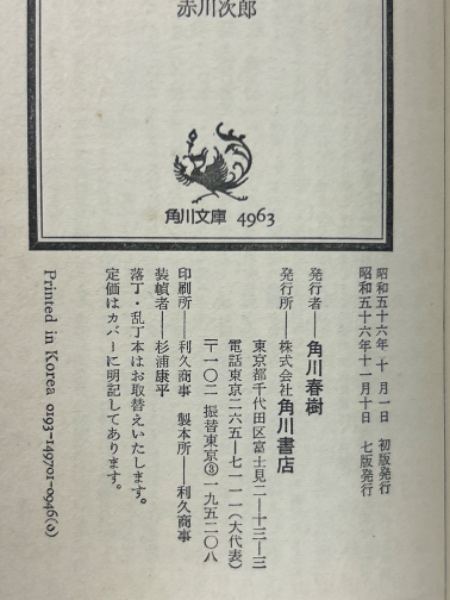 赤川次郎
角川文庫 4963
昭和五十六年 十 月 一日 初版発行
昭和五十六年十一月十日 七版発行
発行者──角川春樹
発行所──株式会社角川書店
東京都千代田区富士見二─十三─三
電話東京二六五─七一一一(大代表)
〒一〇二 振替東京③一九五二〇八
印刷所──利久商事 製本所──利久商事
装幀者──杉浦康平
落丁・乱丁本はお取替えいたします。
定価はカバーに明記してあります。
Printed in Korea 0193-149701-0946(0)